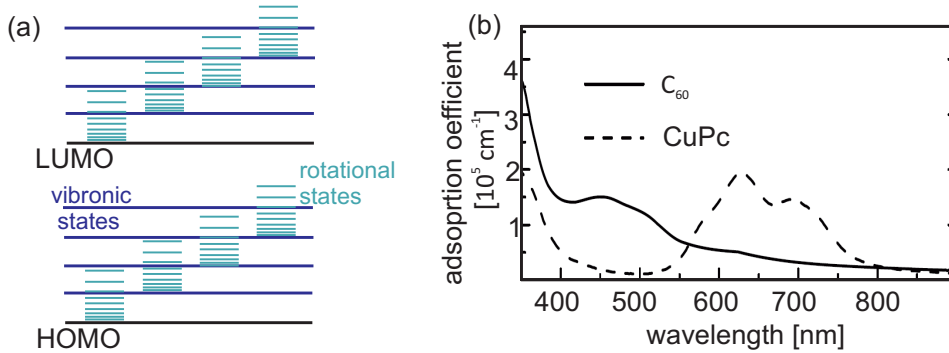 (a)
LUMO
vibronic
states
rotational
states
HOMO
(b)
adsoprtion oefficient
[10⁵ cm⁻¹]
4
3
2
1
C₆₀
CuPc
400 500 600 700 800
wavelength [nm]